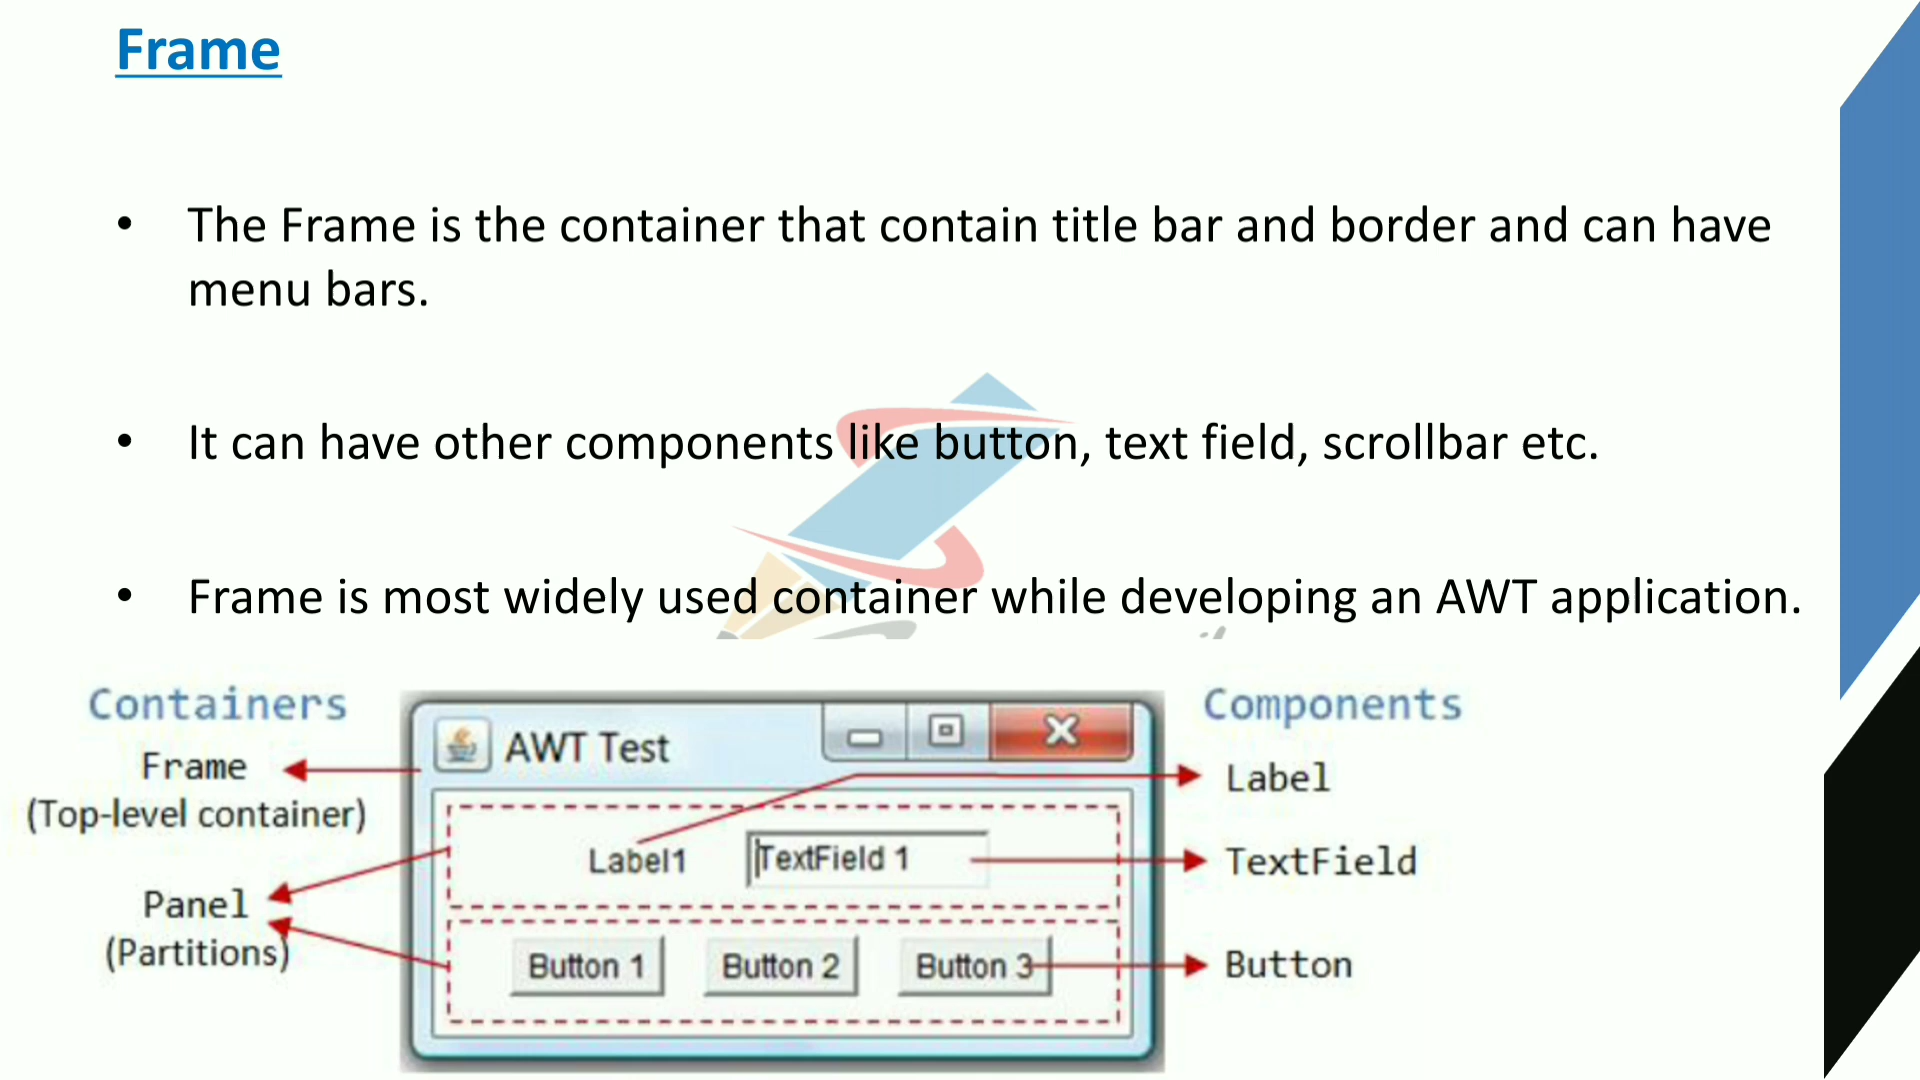 Frame
• The Frame is the container that contain title bar and border and can have
menu bars.
• It can have other components like button, text field, scrollbar etc.
• Frame is most widely used container while developing an AWT application.
Containers
Frame
(Top-level container)
Panel
(Partitions)
AWT Test
Label1
TextField 1
Button 1
Button 2
Button 3
Components
Label
TextField
Button